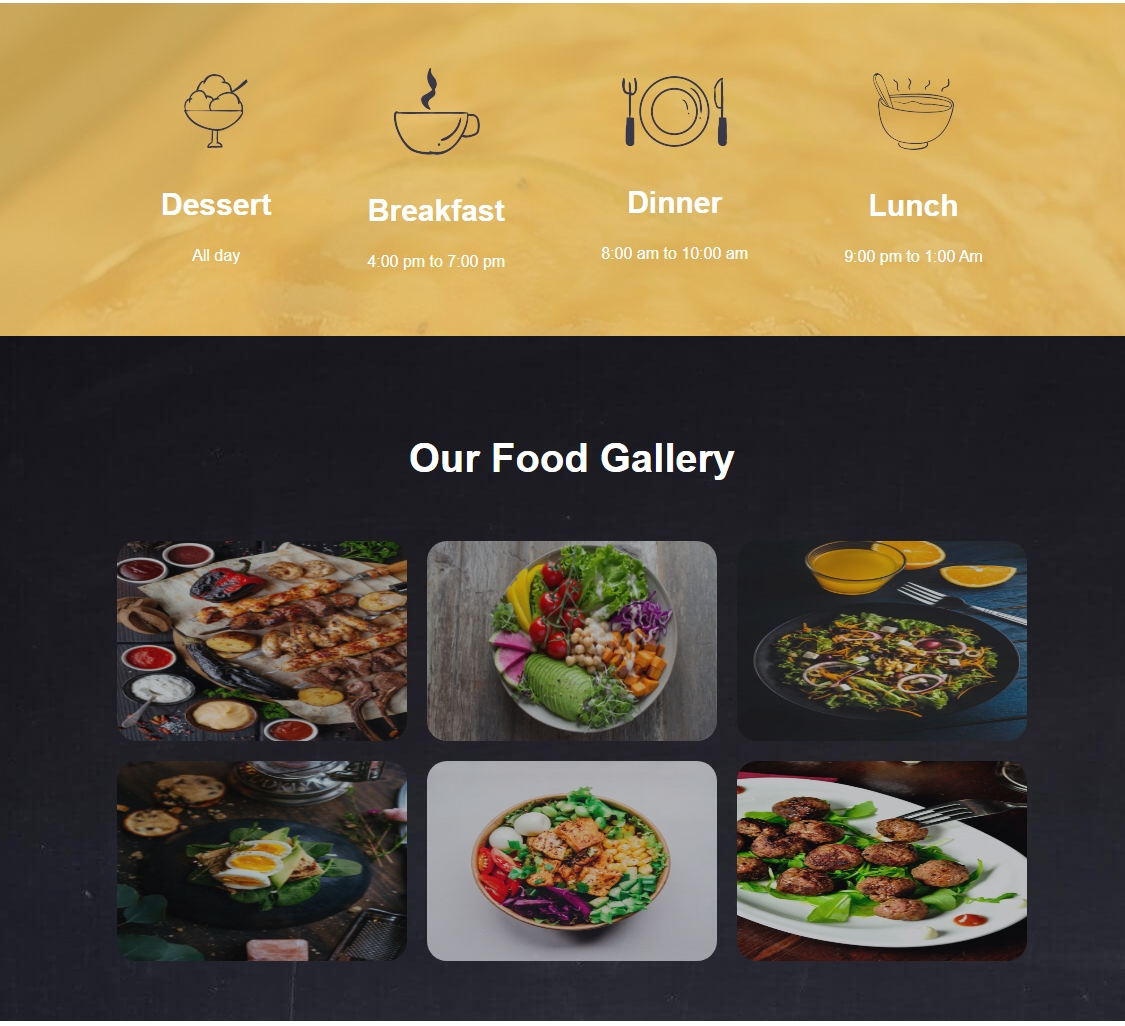 Dessert
All day
Breakfast
4:00 pm to 7:00 pm
Dinner
8:00 am to 10:00 am
Lunch
9:00 pm to 1:00 Am
Our Food Gallery